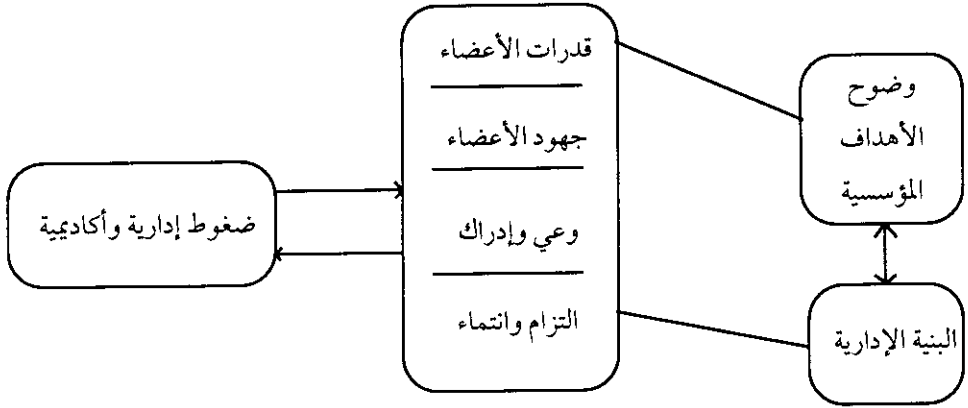 وضوح
الأهداف
المؤسسية
البنية الإدارية
قدرات الأعضاء
جهود الأعضاء
وعي وإدراك
التزام وانتماء
ضغوط إدارية وأكاديمية